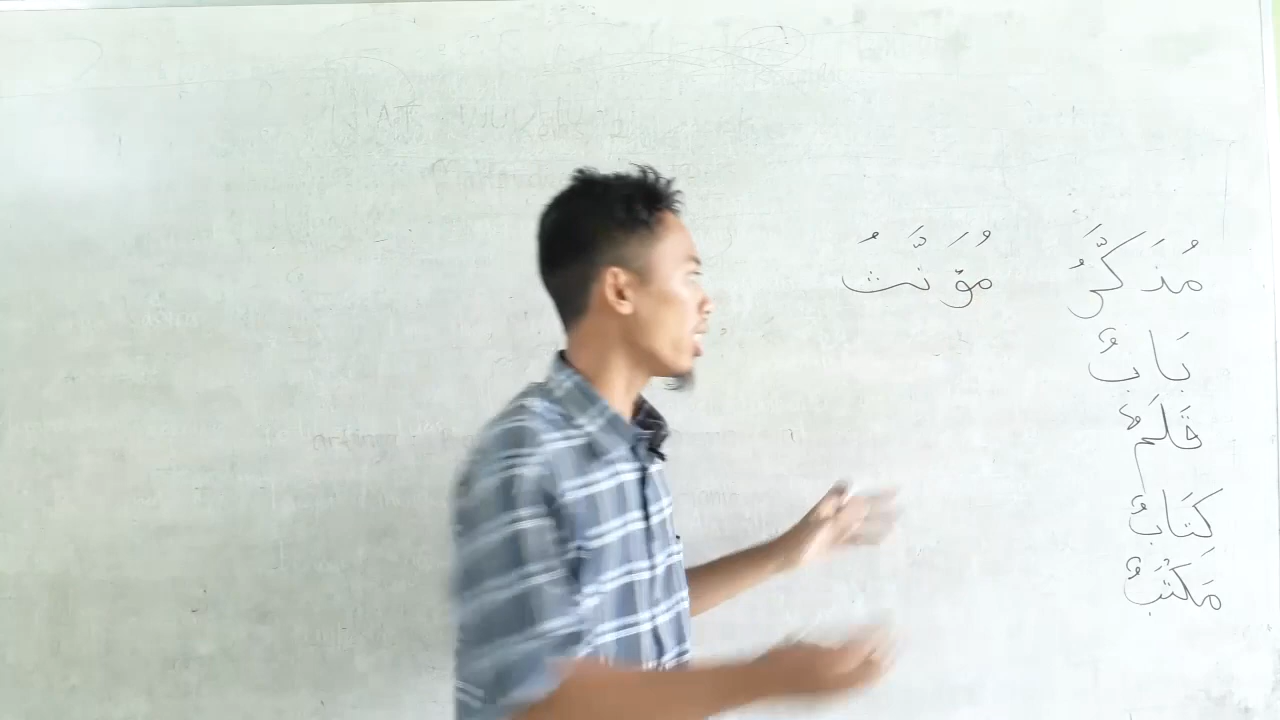 مُذَكَّرُ مُؤَنَّثُ
بَابٌ
قَلَمٌ
كِتَابٌ
مَكْتَبٌ